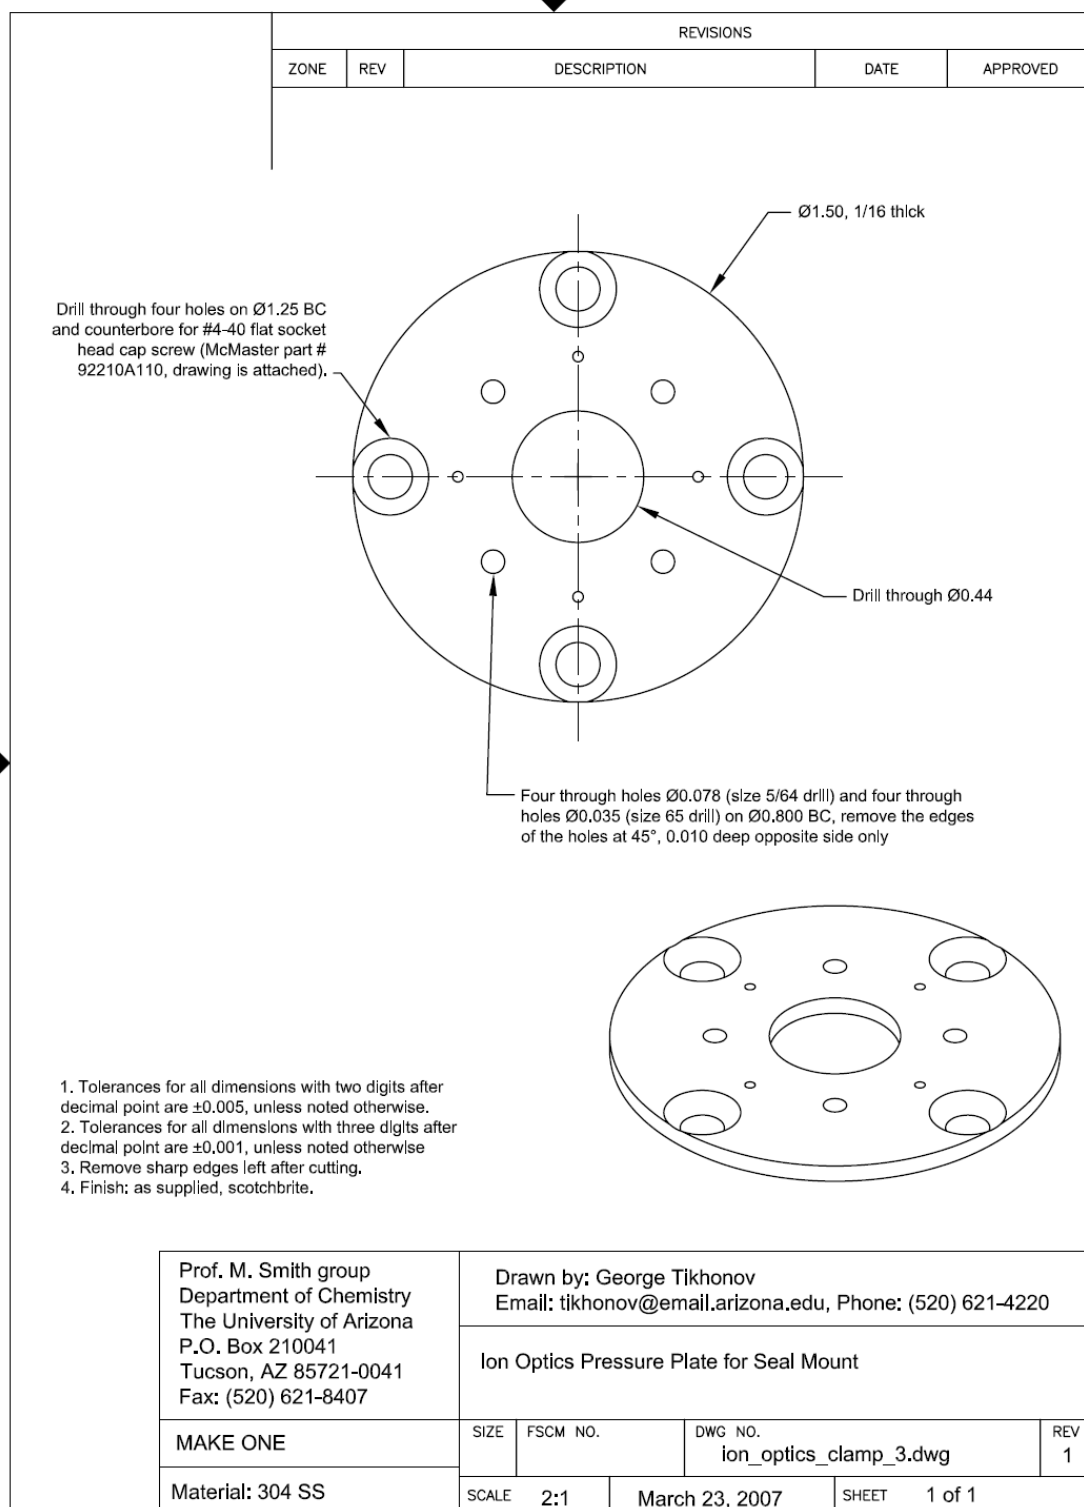 REVISIONS
ZONE REV DESCRIPTION DATE APPROVED
Ø1.50, 1/16 thick
Drill through four holes on Ø1.25 BC
and counterbore for #4-40 flat socket
head cap screw (McMaster part #
92210A110, drawing is attached).
Drill through Ø0.44
Four through holes Ø0.078 (size 5/64 drill) and four through
holes Ø0.035 (size 65 drill) on Ø0.800 BC, remove the edges
of the holes at 45°, 0.010 deep opposite side only
1. Tolerances for all dimensions with two digits after
decimal point are ±0.005, unless noted otherwise.
2. Tolerances for all dimensions with three digits after
decimal point are ±0.001, unless noted otherwise
3. Remove sharp edges left after cutting.
4. Finish: as supplied, scotchbrite.
Prof. M. Smith group
Department of Chemistry
The University of Arizona
P.O. Box 210041
Tucson, AZ 85721-0041
Fax: (520) 621-8407
Drawn by: George Tikhonov
Email: tikhonov@email.arizona.edu, Phone: (520) 621-4220
Ion Optics Pressure Plate for Seal Mount
MAKE ONE
SIZE FSCM NO. DWG NO. REV
ion_optics_clamp_3.dwg 1
Material: 304 SS
SCALE 2:1 March 23, 2007 SHEET 1 of 1